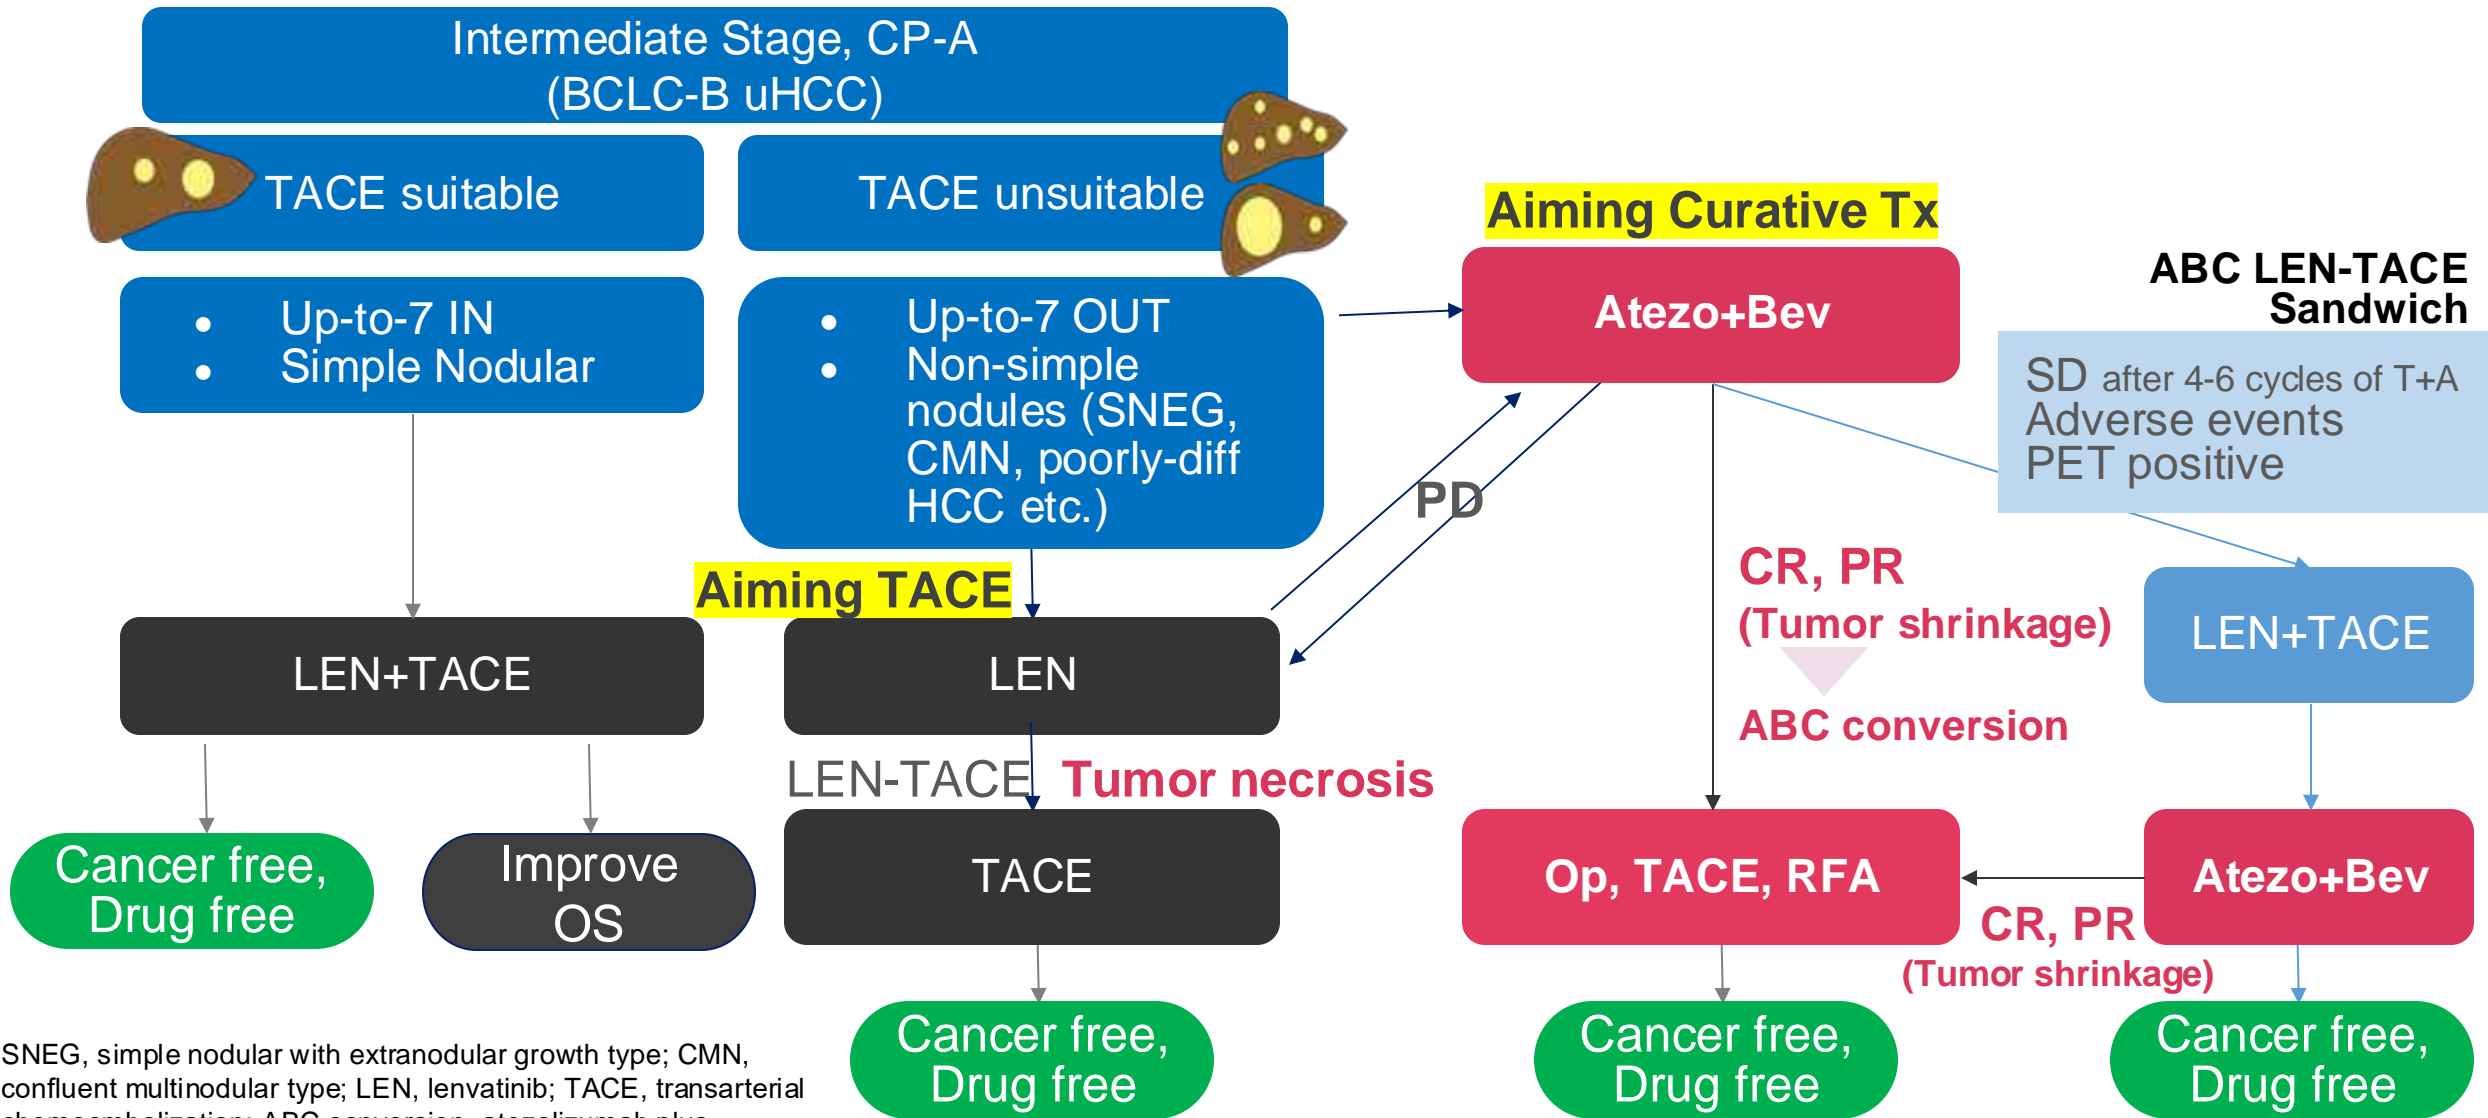 Intermediate Stage, CP-A
(BCLC-B uHCC)
TACE suitable
TACE unsuitable
• Up-to-7 IN
• Simple Nodular
• Up-to-7 OUT
• Non-simple
nodules (SNEG,
CMN, poorly-diff
HCC etc.)
Aiming Curative Tx
Atezo+Bev
ABC LEN-TACE
Sandwich
SD after 4-6 cycles of T+A
Adverse events
PET positive
PD
Aiming TACE
CR, PR
(Tumor shrinkage)
ABC conversion
LEN+TACE
LEN
LEN+TACE
LEN-TACE
Tumor necrosis
Cancer free,
Drug free
Improve
OS
TACE
Op, TACE, RFA
Atezo+Bev
CR, PR
(Tumor shrinkage)
Cancer free,
Drug free
Cancer free,
Drug free
Cancer free,
Drug free
SNEG, simple nodular with extranodular growth type; CMN,
confluent multinodular type; LEN, lenvatinib; TACE, transarterial
chemoembolization; ABC conversion, atezolizumab plus